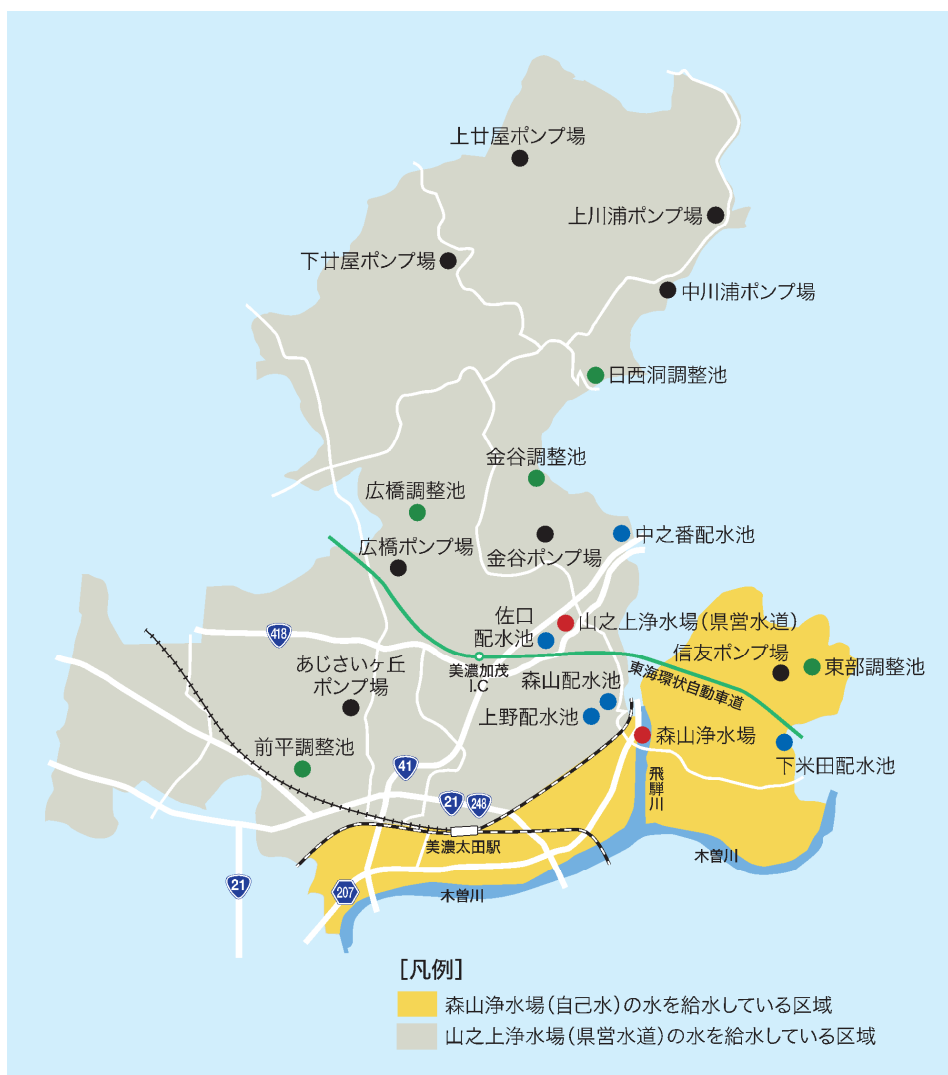 上廿屋ポンプ場
上川浦ポンプ場
下廿屋ポンプ場
中川浦ポンプ場
日西洞調整池
金谷調整池
広橋調整池
中之番配水池
広橋ポンプ場
金谷ポンプ場
佐口
配水池
山之上浄水場(県営水道)
418
美濃加茂
I.C
信友ポンプ場
東部調整池
あじさいヶ丘
ポンプ場
森山配水池
東海環状自動車道
上野配水池
森山浄水場
前平調整池
41
下米田配水池
飛騨川
21
248
美濃太田駅
木曽川
21
207
木曽川
[凡例]
森山浄水場(自己水)の水を給水している区域
山之上浄水場(県営水道)の水を給水している区域